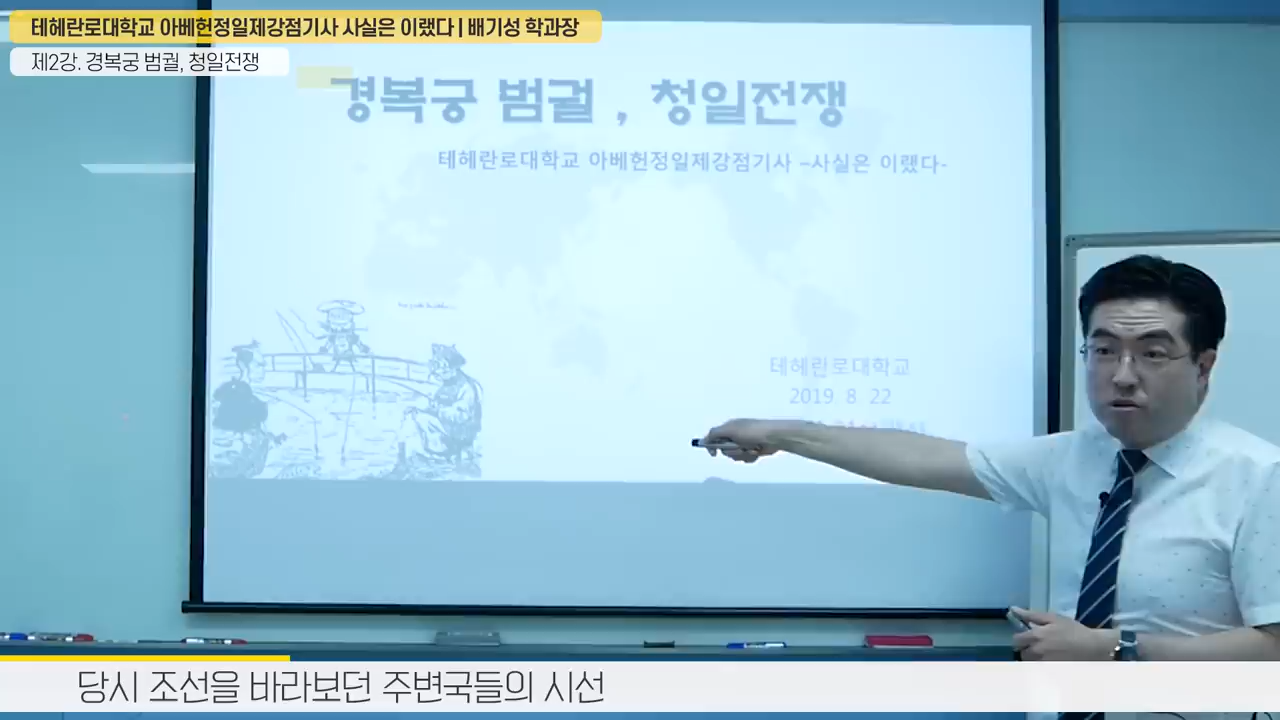 테헤란로대학교 아베헌정일제강점기사 사실은 이랬다 | 배기성 학과장
제2강. 경복궁 범궐, 청일전쟁
경복궁 범궐 , 청일전쟁
테헤란로대학교 아베헌정일제강점기사 –사실은 이랬다-
테헤란로대학교
2019 8 22
당시 조선을 바라보던 주변국들의 시선